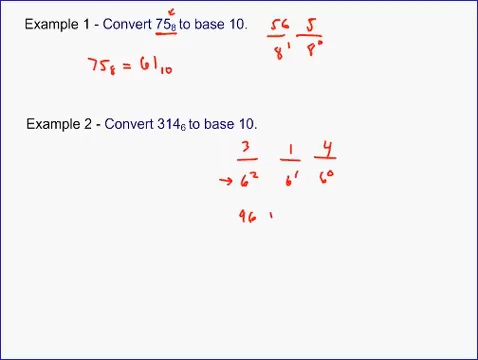 Example 1 - Convert 75₈ to base 10.
56 5
8¹ 8⁰
75₈ = 61₁₀
Example 2 - Convert 314₆ to base 10.
3 1 4
→ 6² 6¹ 6⁰
96